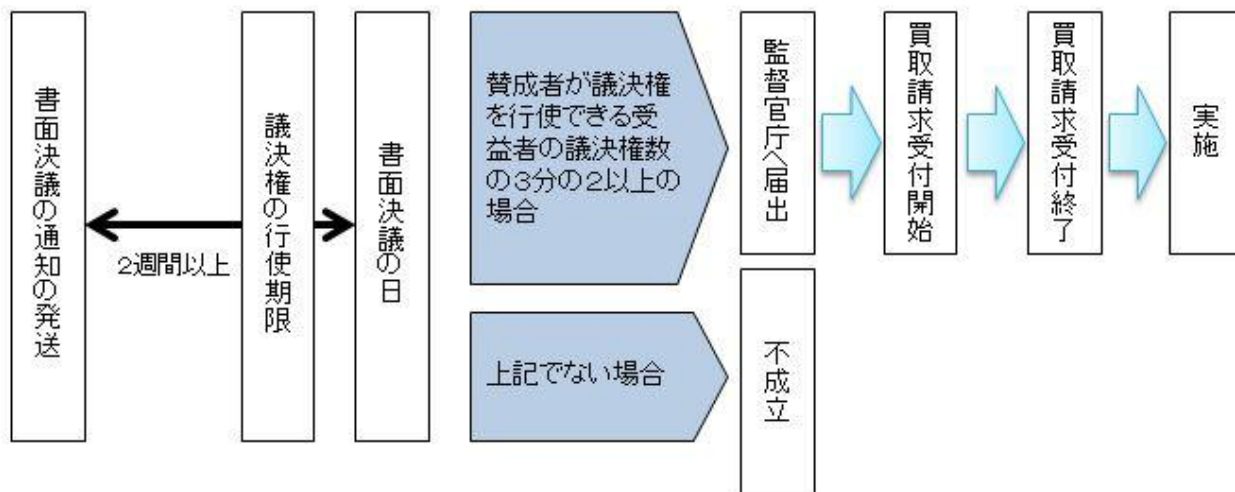 書面決議の通知の発送
2週間以上
議決権の行使期限
書面決議の日
賛成者が議決権
を行使できる受
益者の議決権数
の3分の2以上の
場合
監督官庁へ届出
買取請求受付開始
買取請求受付終了
実施
上記でない場合
不成立